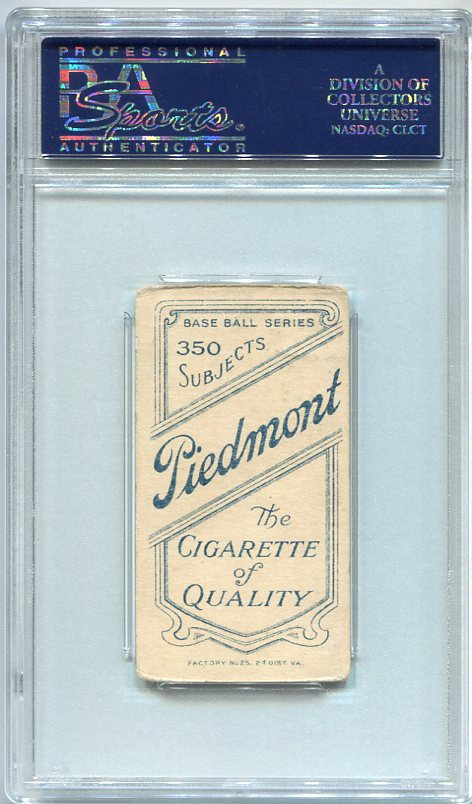 PROFESSIONAL
PSA
Sports.
AUTHENTICATOR
A
DIVISION OF
COLLECTORS
UNIVERSE
NASDAQ: CLCT
BASE BALL SERIES
350
SUBJECTS
Piedmont
The
CIGARETTE
of
QUALITY
FACTORY No. 25, 2d DIST. VA.